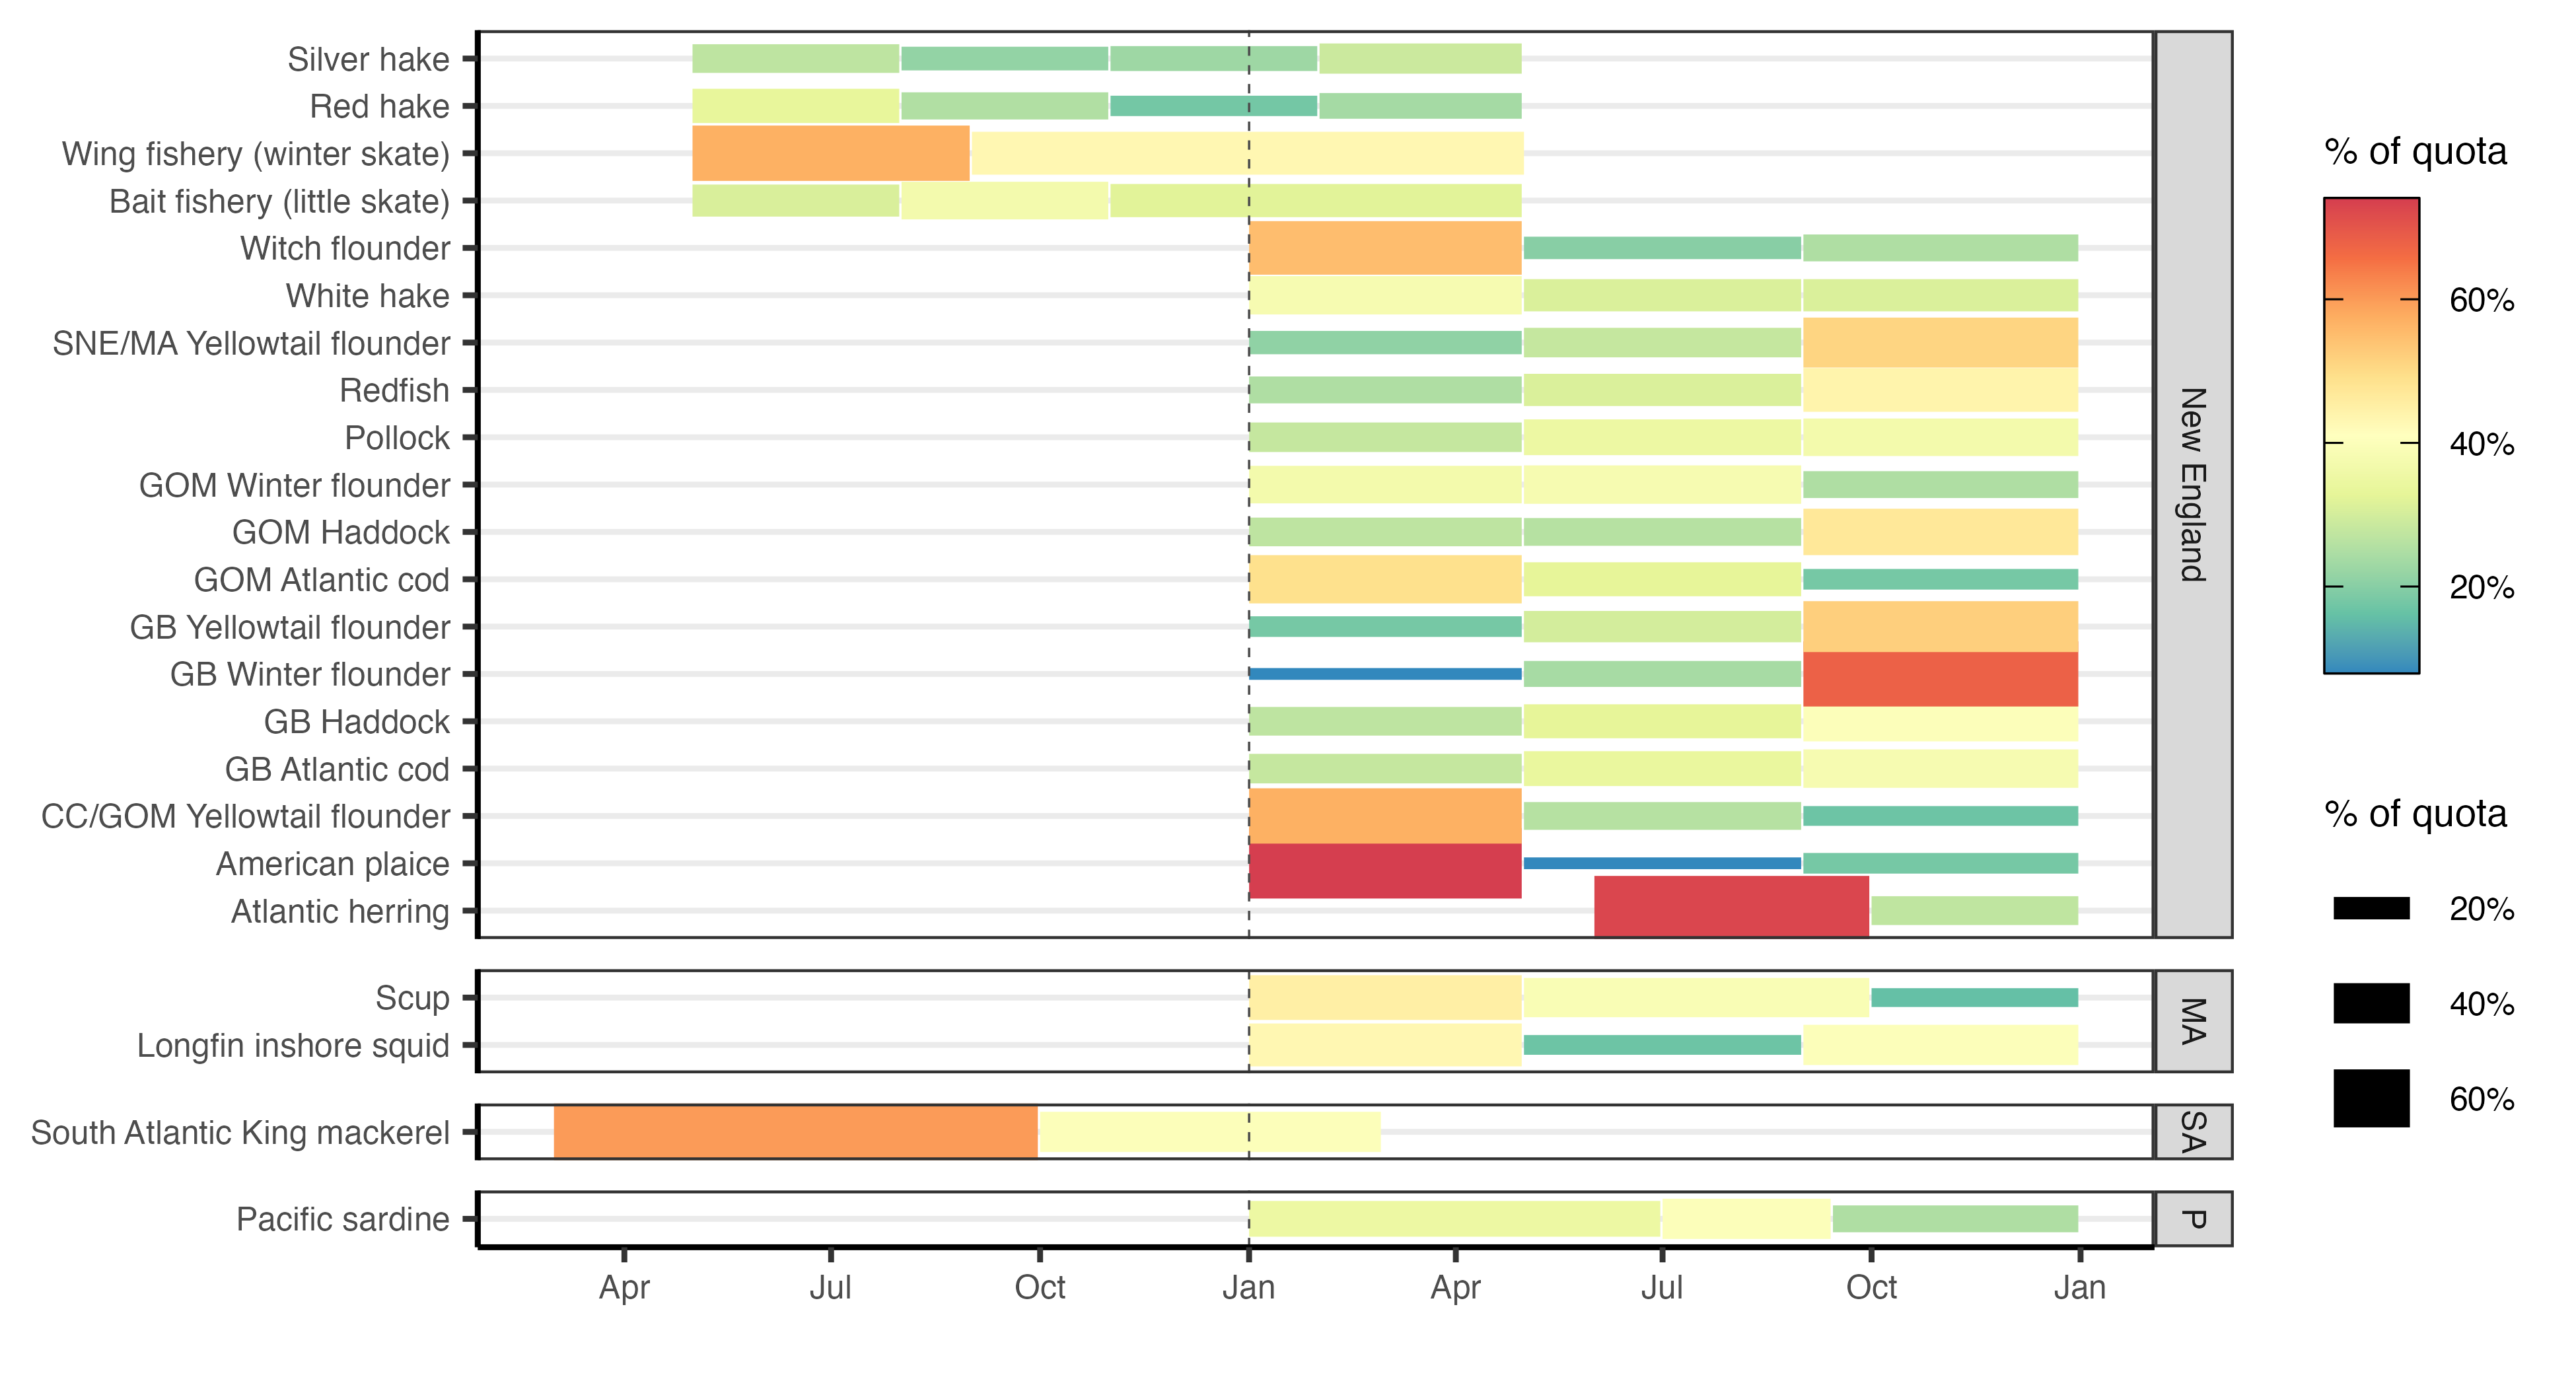 Silver hake
Red hake
Wing fishery (winter skate)
Bait fishery (little skate)
Witch flounder
White hake
SNE/MA Yellowtail flounder
Redfish
Pollock
GOM Winter flounder
GOM Haddock
GOM Atlantic cod
GB Yellowtail flounder
GB Winter flounder
GB Haddock
GB Atlantic cod
CC/GOM Yellowtail flounder
American plaice
Atlantic herring
New England
Scup
Longfin inshore squid
MA
South Atlantic King mackerel
SA
Pacific sardine
P
Apr Jul Oct Jan Apr Jul Oct Jan
% of quota
60%
40%
20%
% of quota
20%
40%
60%